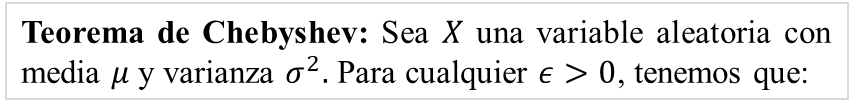 Teorema de Chebyshev: Sea X una variable aleatoria con
media μ y varianza σ². Para cualquier ϵ > 0, tenemos que: